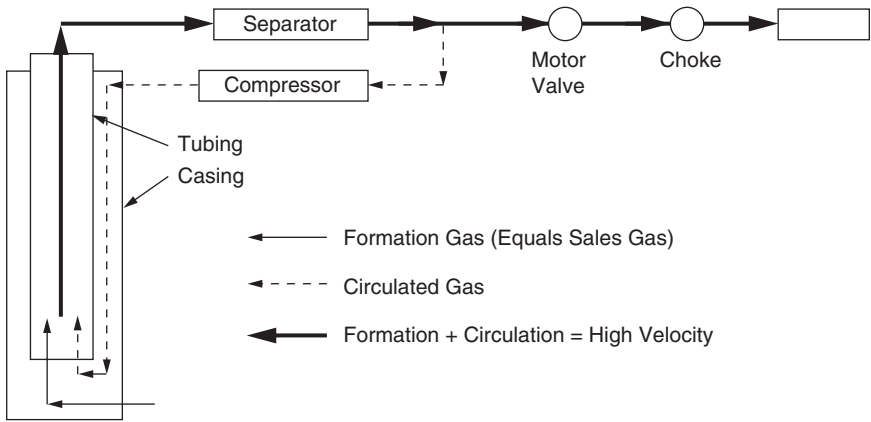 Separator
Motor
Valve
Choke
Compressor
Tubing
Casing
Formation Gas (Equals Sales Gas)
Circulated Gas
Formation + Circulation = High Velocity